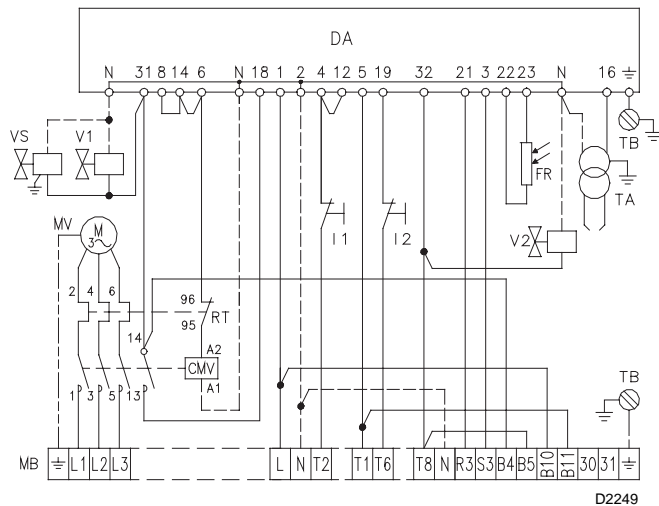 DA
N 31 8 14 6 N 18 1 2 4 12 5 19 32 21 3 22 23 N 16
VS V1 TB
FR
TA
MV M 3 I1 I2 V2
2 4 6 96
RT
95
14
A2
CMV
A1
TB
1 3 5 13
MB L1 L2 L3 L N T2 T1 T6 T8 N R3 S3 B4 B5 B10 B11 30 31
D2249